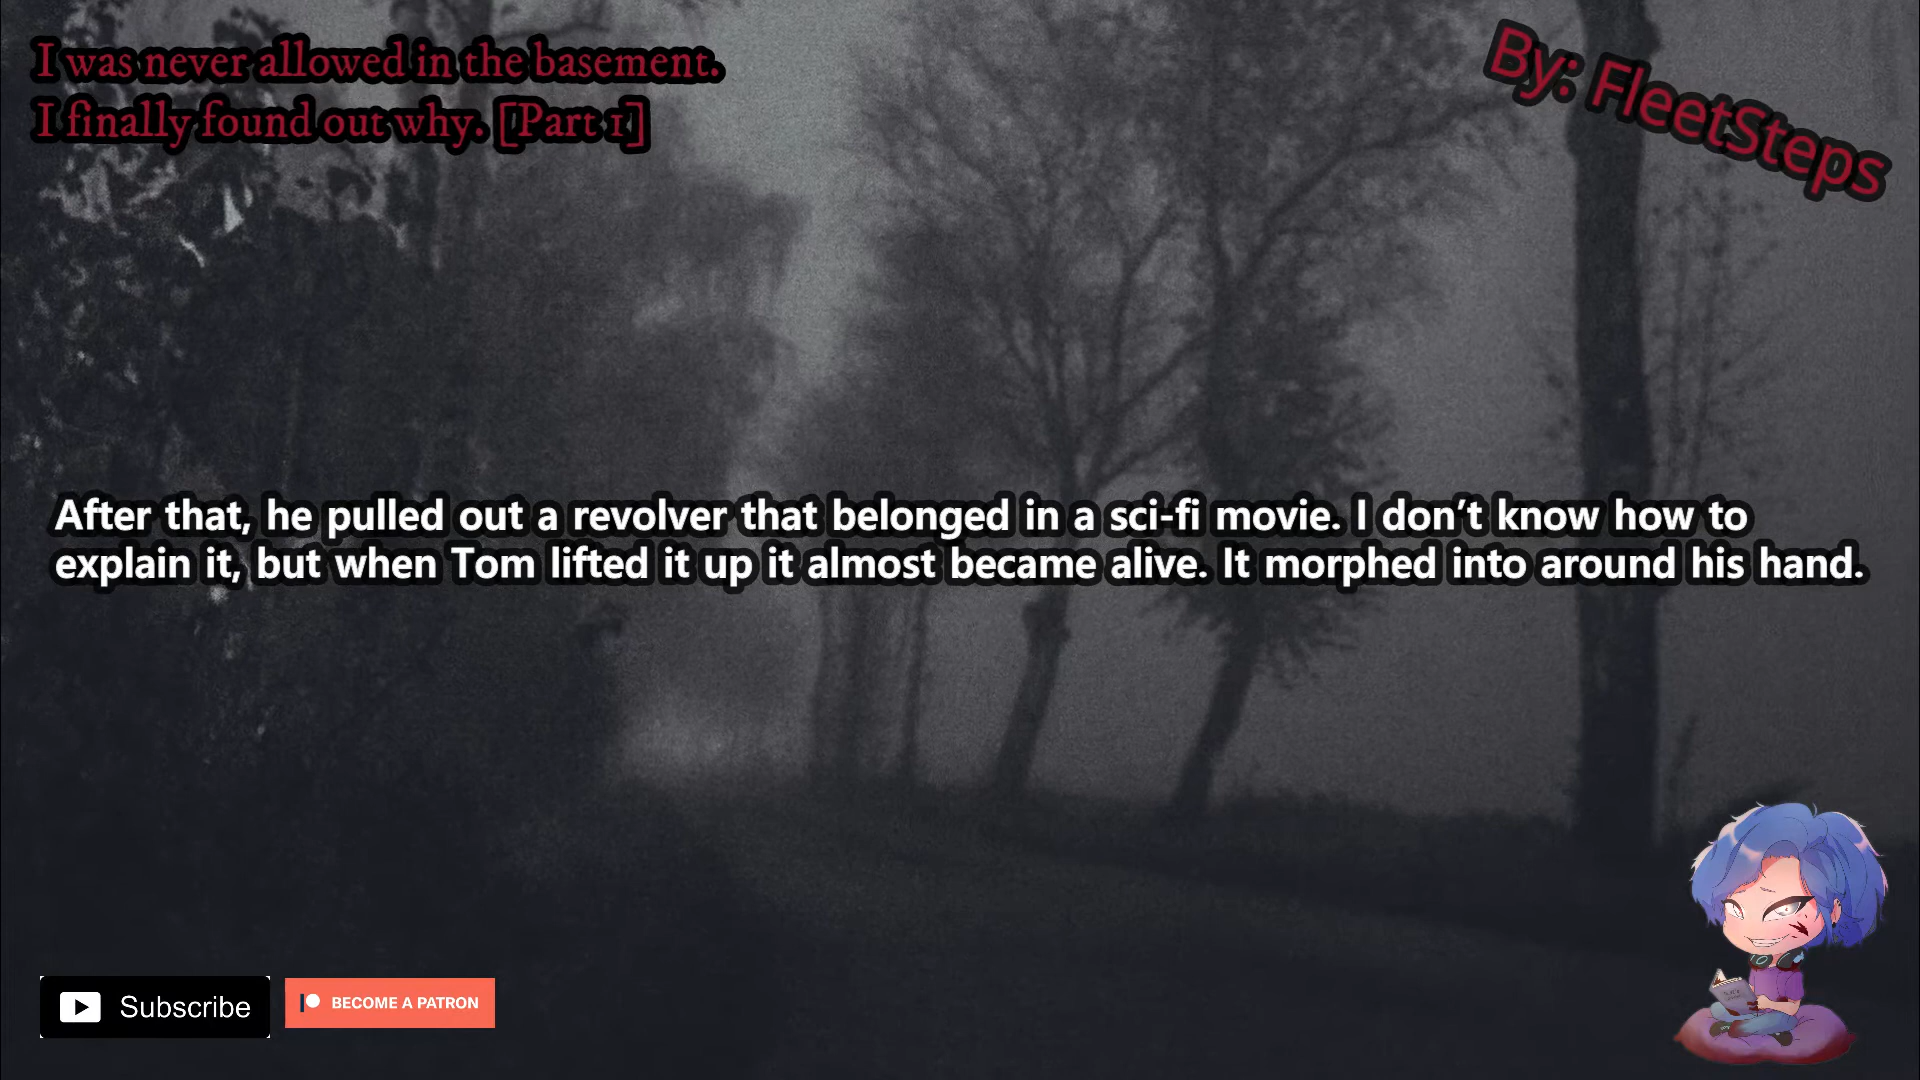 I was never allowed in the basement.
I finally found out why. [Part 1]
By: FleetSteps
After that, he pulled out a revolver that belonged in a sci-fi movie. I don’t know how to
explain it, but when Tom lifted it up it almost became alive. It morphed into around his hand.
Subscribe
BECOME A PATRON